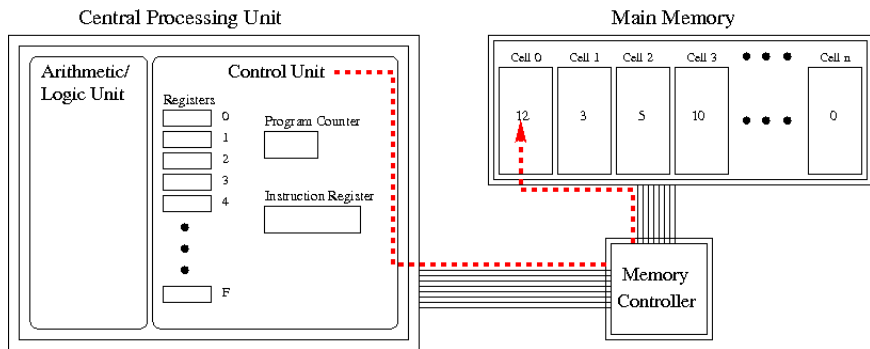 Central Processing Unit
Main Memory
Arithmetic/
Logic Unit
Control Unit
Registers
0
1
2
3
4
F
Program Counter
Instruction Register
Cell 0 Cell 1 Cell 2 Cell 3 Cell n
12 3 5 10 0
Memory
Controller